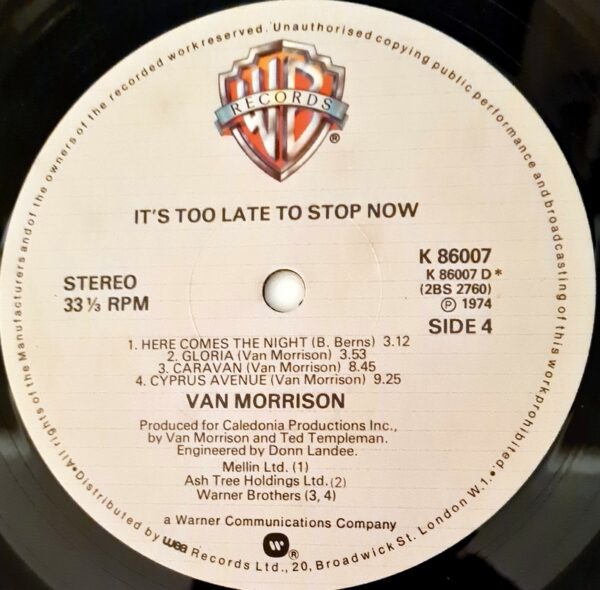 •All rights of the Manufacturers and of the owners of the recorded work reserved. Unauthorised copying public performance and broadcasting of this work prohibited.•
WB
RECORDS
®
IT'S TOO LATE TO STOP NOW
STEREO
33⅓ RPM
K 86007
K 86007 D*
(2BS 2760)
Ⓟ 1974
SIDE 4
1. HERE COMES THE NIGHT (B. Berns) 3.12
2. GLORIA (Van Morrison) 3.53
3. CARAVAN (Van Morrison) 8.45
4. CYPRUS AVENUE (Van Morrison) 9.25
VAN MORRISON
Produced for Caledonia Productions Inc.,
by Van Morrison and Ted Templeman.
Engineered by Donn Landee.
Mellin Ltd. (1)
Ash Tree Holdings Ltd. (2)
Warner Brothers (3, 4)
a Warner Communications Company
®
Distributed by wea Records Ltd., 20, Broadwick St. London W.1.